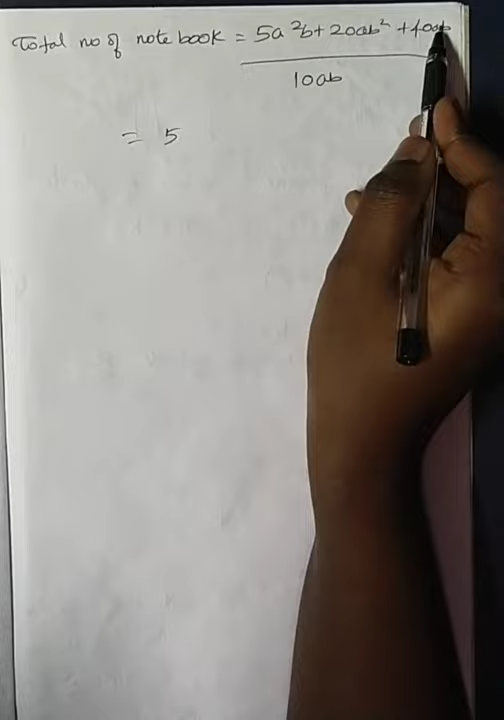 Total no of note book = 5a²b + 20ab² + 40ab
10ab
= 5